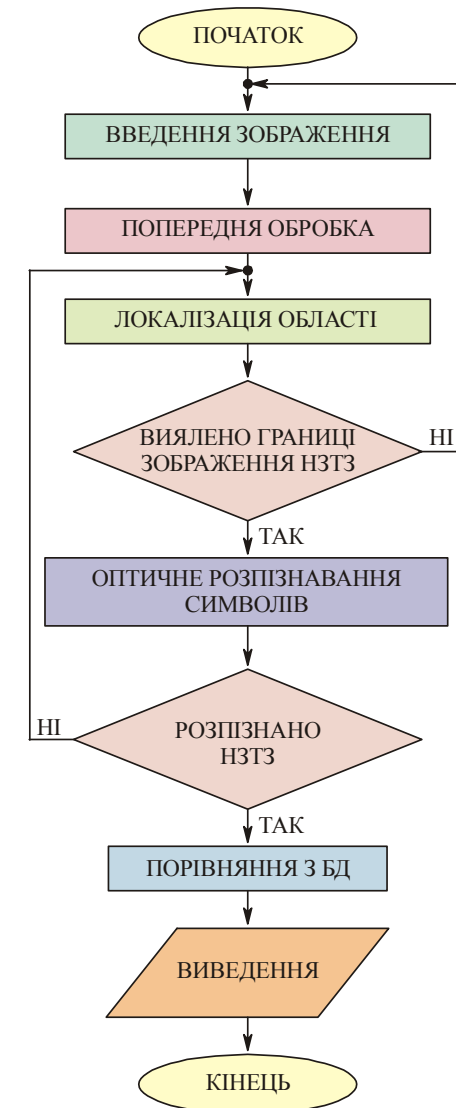 ПОЧАТОК
ВВЕДЕННЯ ЗОБРАЖЕННЯ
ПОПЕРЕДНЯ ОБРОБКА
ЛОКАЛІЗАЦІЯ ОБЛАСТІ
ВИЯЛЕНО ГРАНИЦІ
ЗОБРАЖЕННЯ НЗТЗ
НІ
ТАК
ОПТИЧНЕ РОЗПІЗНАВАННЯ
СИМВОЛІВ
НІ
РОЗПІЗНАНО
НЗТЗ
ТАК
ПОРІВНЯННЯ З БД
ВИВЕДЕННЯ
КІНЕЦЬ